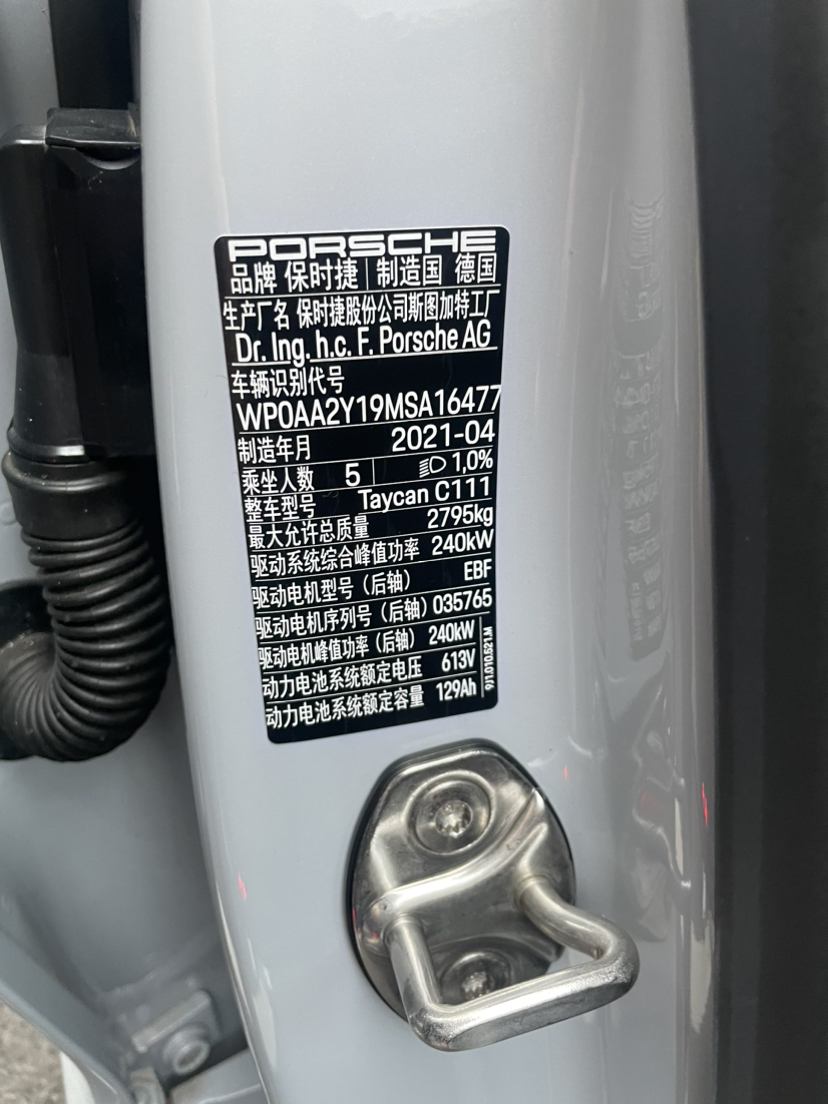 PORSCHE
品牌 保时捷 制造国 德国
生产厂名 保时捷股份公司斯图加特工厂
Dr. Ing. h.c. F. Porsche AG
车辆识别代号
WP0AA2Y19MSA16477
制造年月 2021-04
乘坐人数 5 1,0%
整车型号 Taycan C111
最大允许总质量 2795kg
驱动系统综合峰值功率 240kW
驱动电机型号（后轴） EBF
驱动电机序列号（后轴） 035765
驱动电机峰值功率（后轴） 240kW
动力电池系统额定电压 613V
动力电池系统额定容量 129Ah
9J1.010.621.M